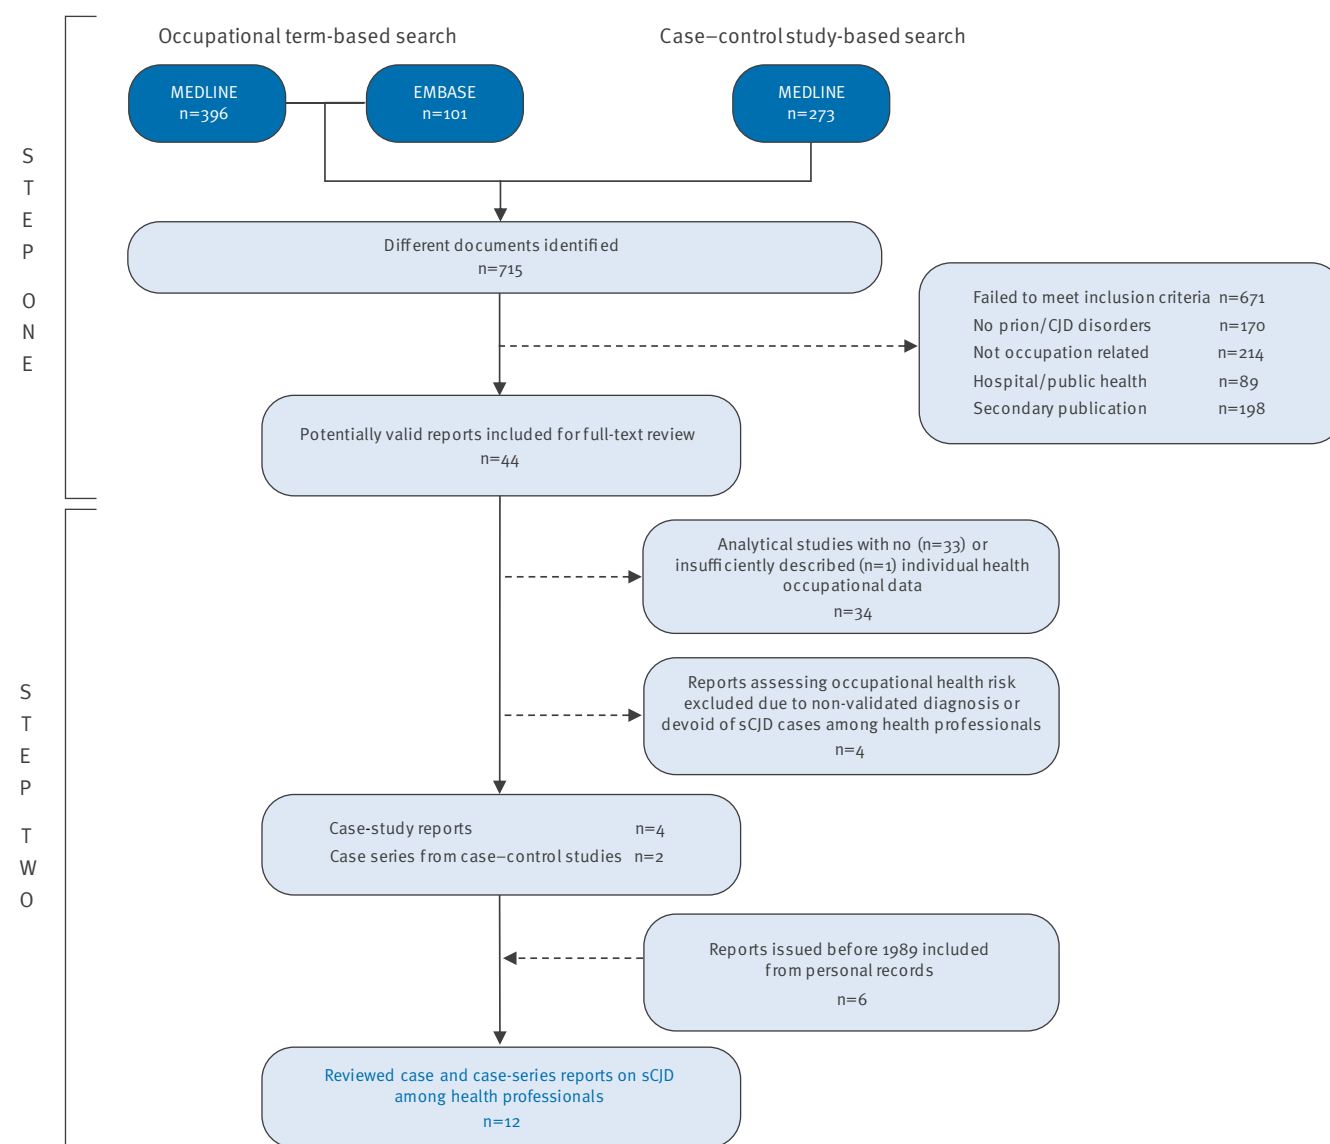 Occupational term-based search
Case–control study-based search
MEDLINE
n=396
EMBASE
n=101
MEDLINE
n=273
STEP ONE
Different documents identified
n=715
Failed to meet inclusion criteria n=671
No prion/CJD disorders n=170
Not occupation related n=214
Hospital/public health n=89
Secondary publication n=198
Potentially valid reports included for full-text review
n=44
STEP TWO
Analytical studies with no (n=33) or
insufficiently described (n=1) individual health
occupational data
n=34
Reports assessing occupational health risk
excluded due to non-validated diagnosis or
devoid of sCJD cases among health professionals
n=4
Case-study reports n=4
Case series from case–control studies n=2
Reports issued before 1989 included
from personal records
n=6
Reviewed case and case-series reports on sCJD
among health professionals
n=12